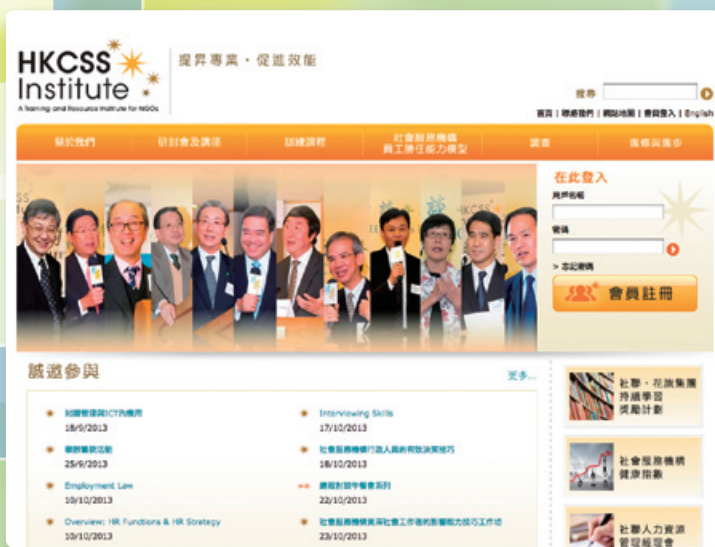 HKCSS
Institute
A Training and Resource Institute for NGOs
提昇專業・促進效能
搜尋
首頁 | 聯絡我們 | 網站地圖 | 會員登入 | English
關於我們
研討會及講座
訓練課程
社會服務機構
員工勝任能力模型
調查
進修與進步
在此登入
用戶名稱
密碼
> 忘記密碼
會員註冊
誠邀參與
更多...
知識管理與ICT內應用
18/9/2013
籌辦籌款活動
25/9/2013
Employment Law
10/10/2013
Overview: HR Functions & HR Strategy
10/10/2013
Interviewing Skills
17/10/2013
社會服務機構行政人員的有效決策技巧
18/10/2013
總裁對談午餐會系列
22/10/2013
社會服務機構資深社會工作者的影響能力技巧工作坊
23/10/2013
社聯・花旗集團
持續學習
獎勵計劃
社會服務機構
健康指數
社聯人力資源
管理經理會